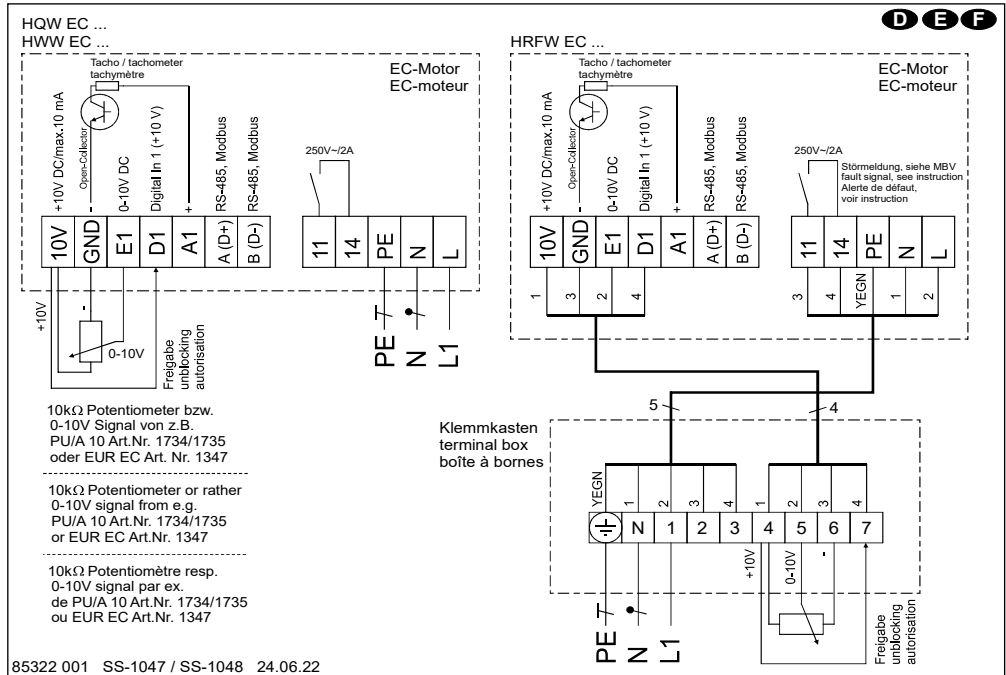 D E F
HQW EC ...
HWW EC ...
Tacho / tachometer
tachymètre
EC-Motor
EC-moteur
+10V DC/max.10 mA
Open-Collector
-
0-10V DC
Digital In 1 (+10 V)
+
RS-485, Modbus
RS-485, Modbus
250V~/2A
10V
GND
E1
D1
A1
A (D+)
B (D-)
11
14
PE
N
L
+10V
-
0-10V
Freigabe
unblocking
autorisation
PE
N
L1
10kΩ Potentiometer bzw.
0-10V Signal von z.B.
PU/A 10 Art.Nr. 1734/1735
oder EUR EC Art. Nr. 1347
10kΩ Potentiometer or rather
0-10V signal from e.g.
PU/A 10 Art.Nr. 1734/1735
or EUR EC Art.Nr. 1347
10kΩ Potentiomètre resp.
0-10V signal par ex.
de PU/A 10 Art.Nr. 1734/1735
ou EUR EC Art.Nr. 1347
HRFW EC ...
Tacho / tachometer
tachymètre
EC-Motor
EC-moteur
+10V DC/max.10 mA
Open-Collector
-
0-10V DC
Digital In 1 (+10 V)
+
RS-485, Modbus
RS-485, Modbus
250V~/2A
Störmeldung, siehe MBV
fault signal, see instruction
Alerte de défaut,
voir instruction
10V
GND
E1
D1
A1
A (D+)
B (D-)
11
14
PE
N
L
1
3
2
4
3
4
YEGN
1
2
5
4
Klemmkasten
terminal box
boîte à bornes
YEGN
1
2
3
4
1
2
3
4
N
1
2
3
4
5
6
7
+10V
0-10V
-
PE
N
L1
Freigabe
unblocking
autorisation
85322 001 SS-1047 / SS-1048 24.06.22